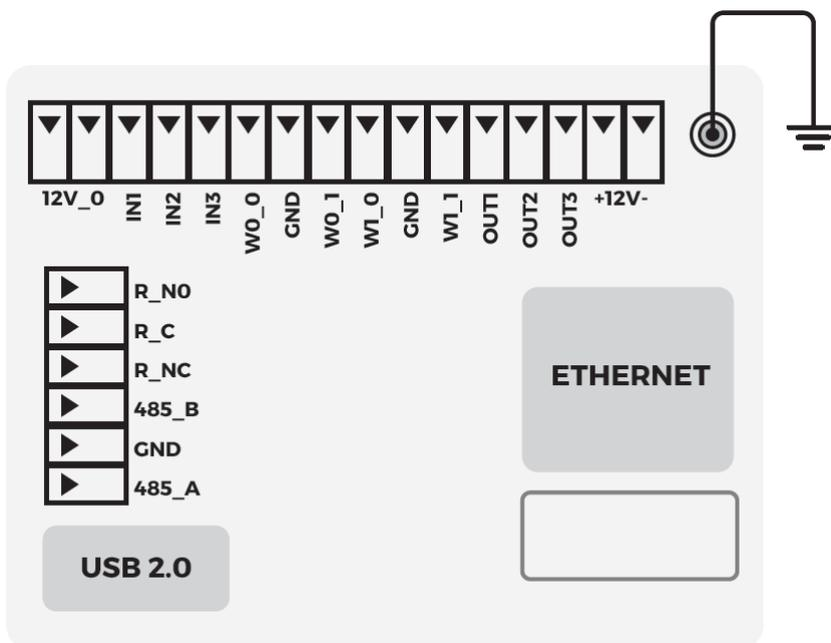 12V_0 IN1 IN2 IN3 W0_0 GND W0_1 W1_0 GND W1_1 OUT1 OUT2 OUT3 +12V-
R_N0
R_C
R_NC
485_B
GND
485_A
ETHERNET
USB 2.0